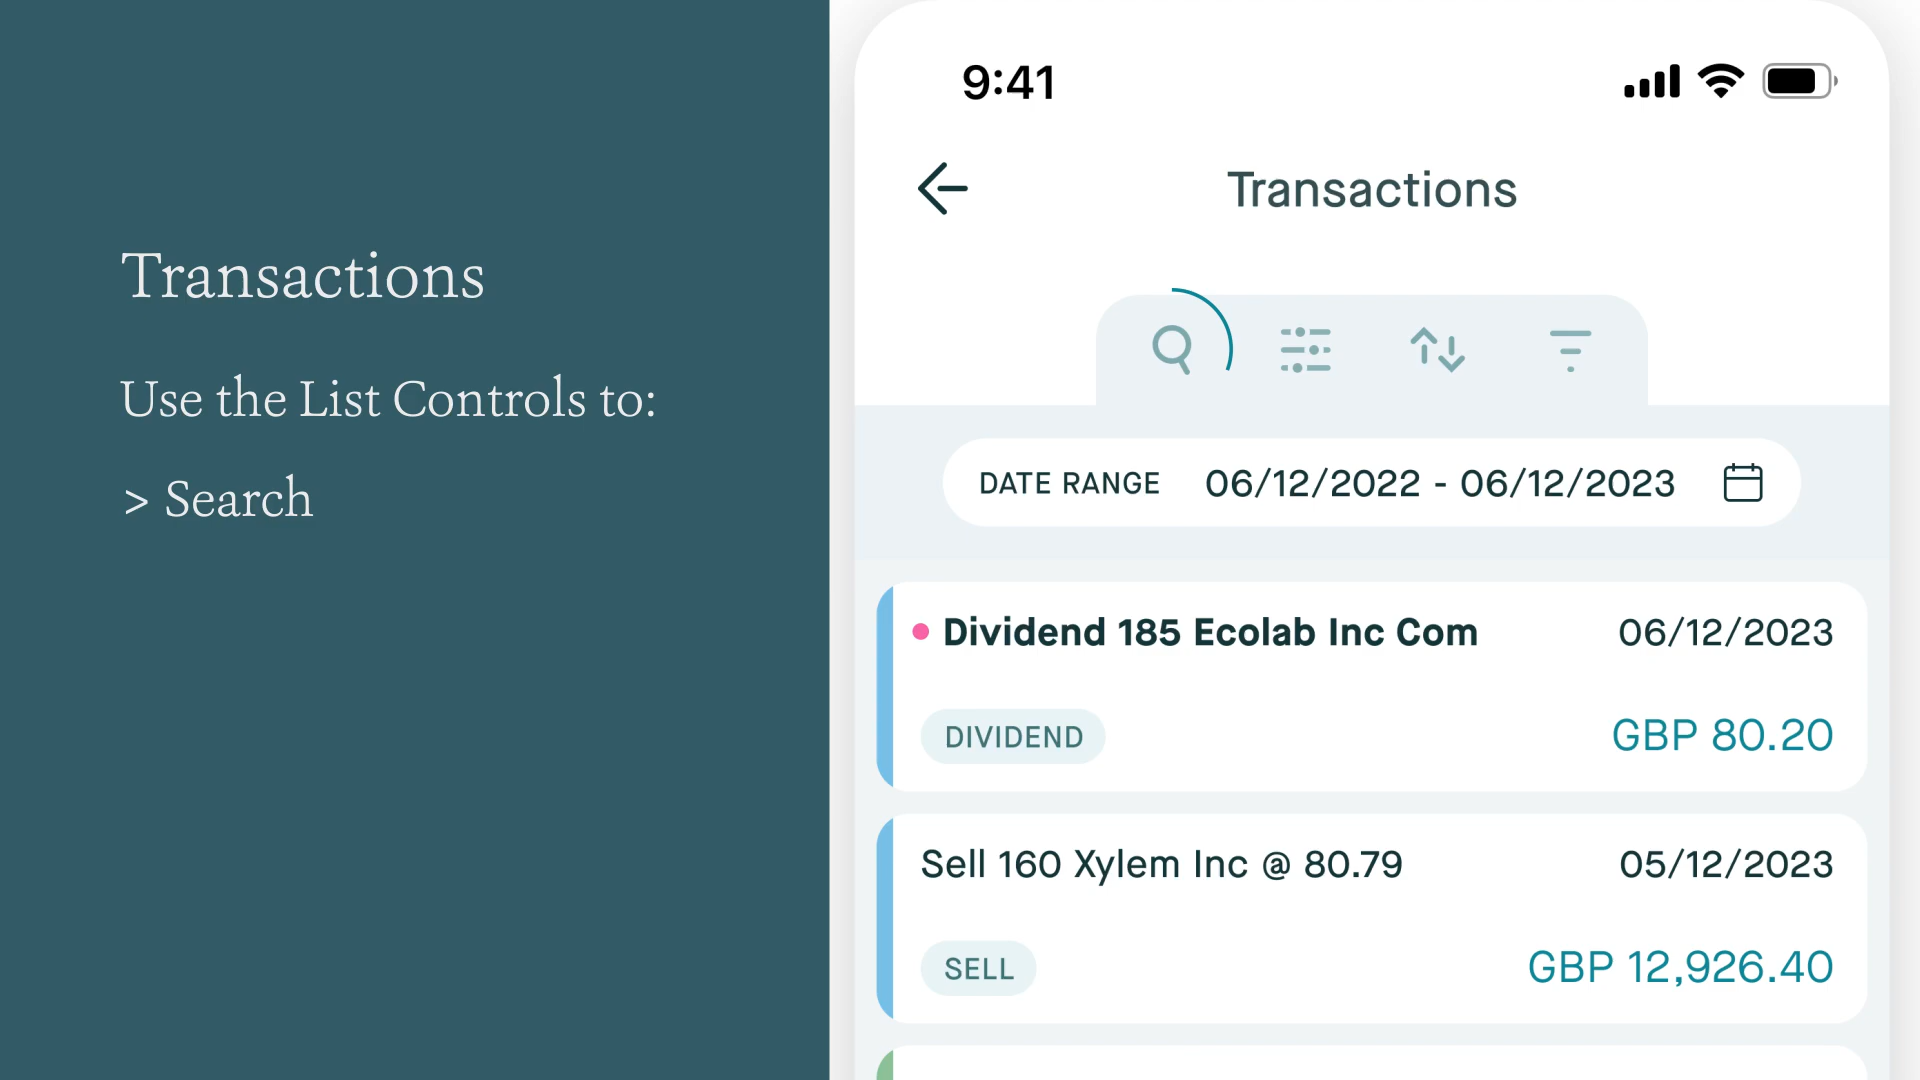 Transactions
Use the List Controls to:
> Search
9:41
Transactions
DATE RANGE 06/12/2022 - 06/12/2023
Dividend 185 Ecolab Inc Com 06/12/2023
DIVIDEND GBP 80.20
Sell 160 Xylem Inc @ 80.79 05/12/2023
SELL GBP 12,926.40